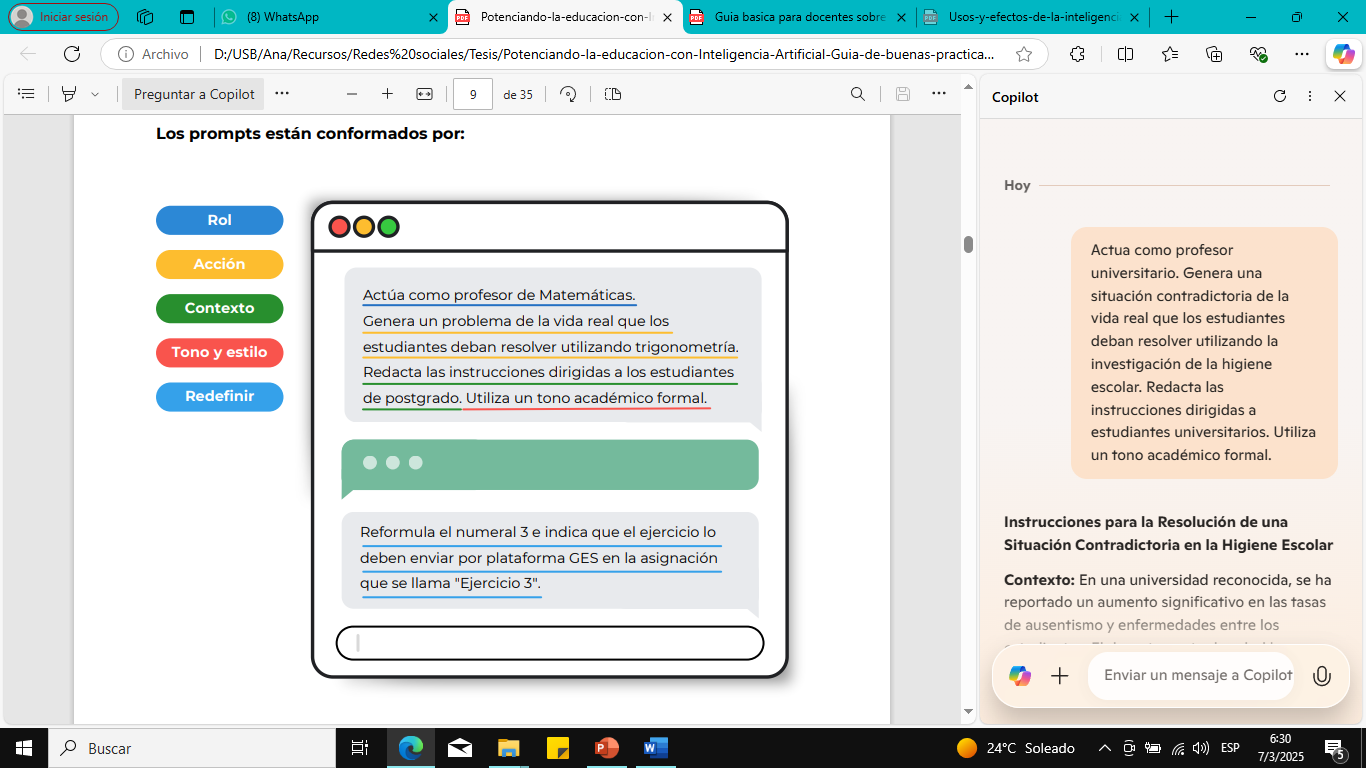 Iniciar sesión
(8) WhatsApp
Potenciando-la-educacion-con-I
Guia basica para docentes sobre
Usos-y-efectos-de-la-inteligenci
Archivo
D:/USB/Ana/Recursos/Redes%20sociales/Tesis/Potenciando-la-educacion-con-Inteligencia-Artificial-Guia-de-buenas-practica...
Preguntar a Copilot
9
de 35
Los prompts están conformados por:
Rol
Acción
Contexto
Tono y estilo
Redefinir
Actúa como profesor de Matemáticas.
Genera un problema de la vida real que los
estudiantes deban resolver utilizando trigonometría.
Redacta las instrucciones dirigidas a los estudiantes
de postgrado. Utiliza un tono académico formal.
Reformula el numeral 3 e indica que el ejercicio lo
deben enviar por plataforma GES en la asignación
que se llama "Ejercicio 3".
Copilot
Hoy
Actua como profesor
universitario. Genera una
situación contradictoria de la
vida real que los estudiantes
deban resolver utilizando la
investigación de la higiene
escolar. Redacta las
instrucciones dirigidas a
estudiantes universitarios. Utiliza
un tono académico formal.
Instrucciones para la Resolución de una
Situación Contradictoria en la Higiene Escolar
Contexto: En una universidad reconocida, se ha
reportado un aumento significativo en las tasas
de ausentismo y enfermedades entre los
Enviar un mensaje a Copilot
Buscar
24°C Soleado
ESP
6:30
7/3/2025
5